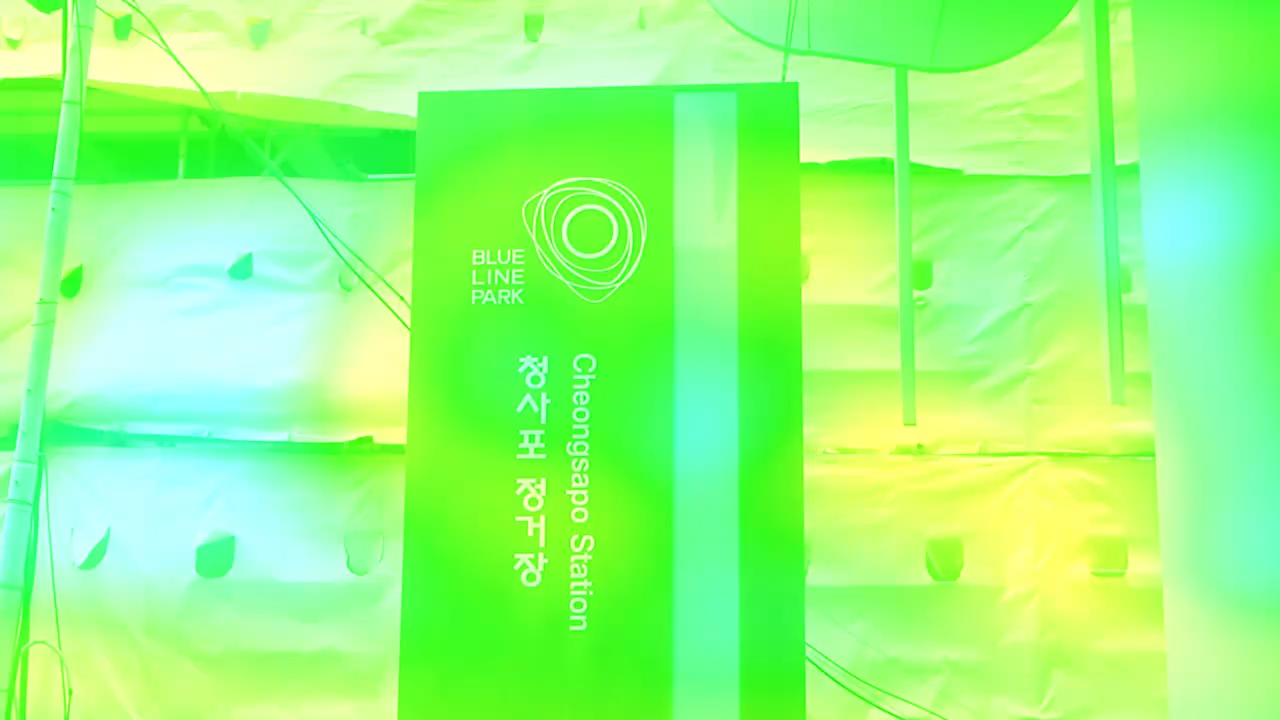 BLUE
LINE
PARK
청사포 정거장
Cheongsapo Station